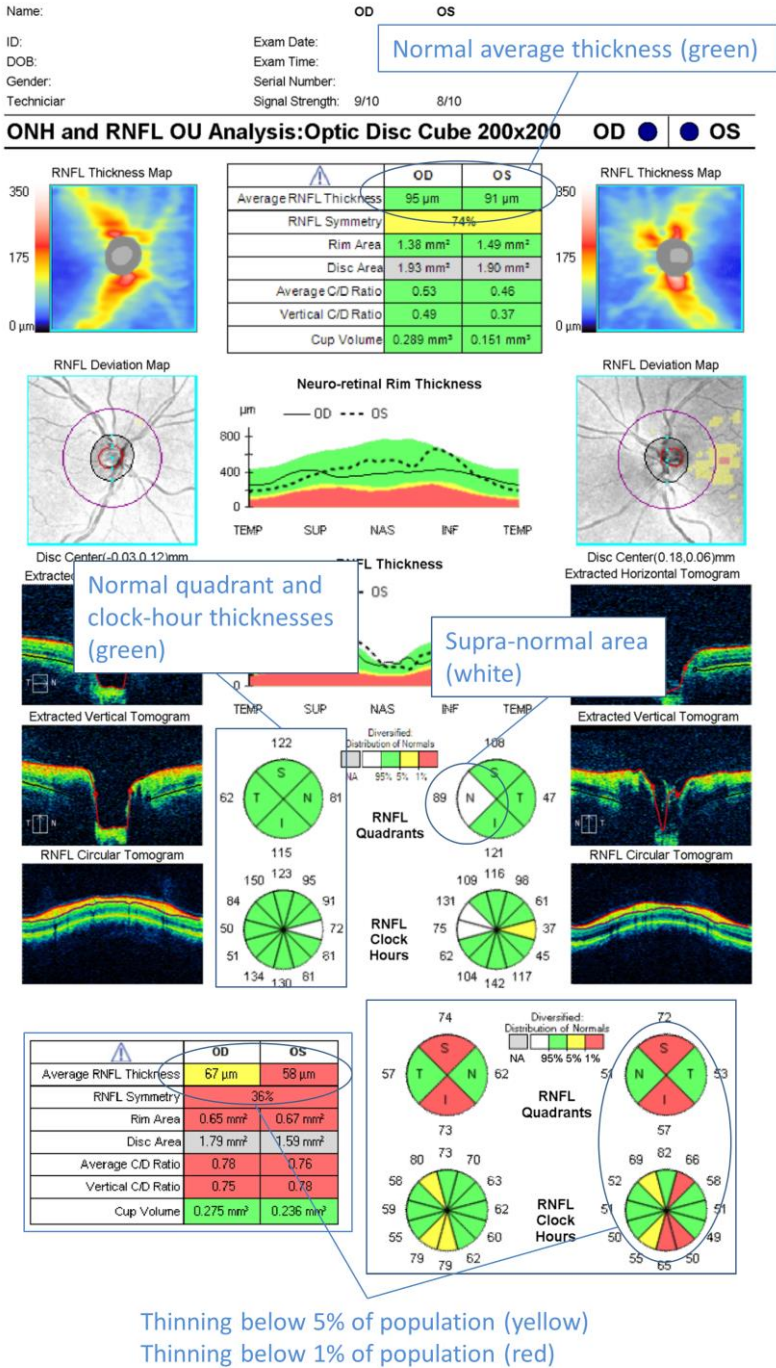 Name:
OD OS
ID:
Exam Date:
DOB:
Exam Time:
Gender:
Serial Number:
Techniciar
Signal Strength: 9/10 8/10
Normal average thickness (green)
ONH and RNFL OU Analysis:Optic Disc Cube 200x200 OD OS
RNFL Thickness Map
350
175
0 μm
OD OS
Average RNFL Thickness 95 μm 91 μm
RNFL Symmetry 74%
Rim Area 1.38 mm² 1.49 mm²
Disc Area 1.93 mm² 1.90 mm²
Average C/D Ratio 0.53 0.46
Vertical C/D Ratio 0.49 0.37
Cup Volume 0.289 mm³ 0.151 mm³
RNFL Thickness Map
350
175
0 μm
RNFL Deviation Map
Neuro-retinal Rim Thickness
μm OD OS
800
400
0
TEMP SUP NAS INF TEMP
RNFL Deviation Map
Disc Center(-0.03,0.12)mm
Extracted
RNFL Thickness
OS
0
TEMP SUP NAS INF TEMP
Disc Center(0.18,0.06)mm
Extracted Horizontal Tomogram
Normal quadrant and
clock-hour thicknesses
(green)
Supra-normal area
(white)
T N
Extracted Vertical Tomogram
T N
RNFL Circular Tomogram
Extracted Vertical Tomogram
N T
RNFL Circular Tomogram
Diversified:
Distribution of Normals
NA 95% 5% 1%
122
S
62 T N 81
I
115
RNFL
Quadrants
108
S
89 N T 47
I
121
123
150 95
84 91
50 72
51 81
134 81
130
RNFL
Clock
Hours
116
109 98
131 61
75 37
62 45
104 117
142
OD OS
Average RNFL Thickness 67 μm 58 μm
RNFL Symmetry 36%
Rim Area 0.65 mm² 0.67 mm²
Disc Area 1.79 mm² 1.59 mm²
Average C/D Ratio 0.78 0.76
Vertical C/D Ratio 0.75 0.78
Cup Volume 0.275 mm³ 0.236 mm³
Diversified:
Distribution of Normals
NA 95% 5% 1%
74
S
57 T N 62
I
73
RNFL
Quadrants
72
S
51 N T 53
I
57
73
80 70
58 63
59 62
55 60
79 62
79
RNFL
Clock
Hours
82
69 66
52 58
51 51
50 49
55 50
65
Thinning below 5% of population (yellow)
Thinning below 1% of population (red)